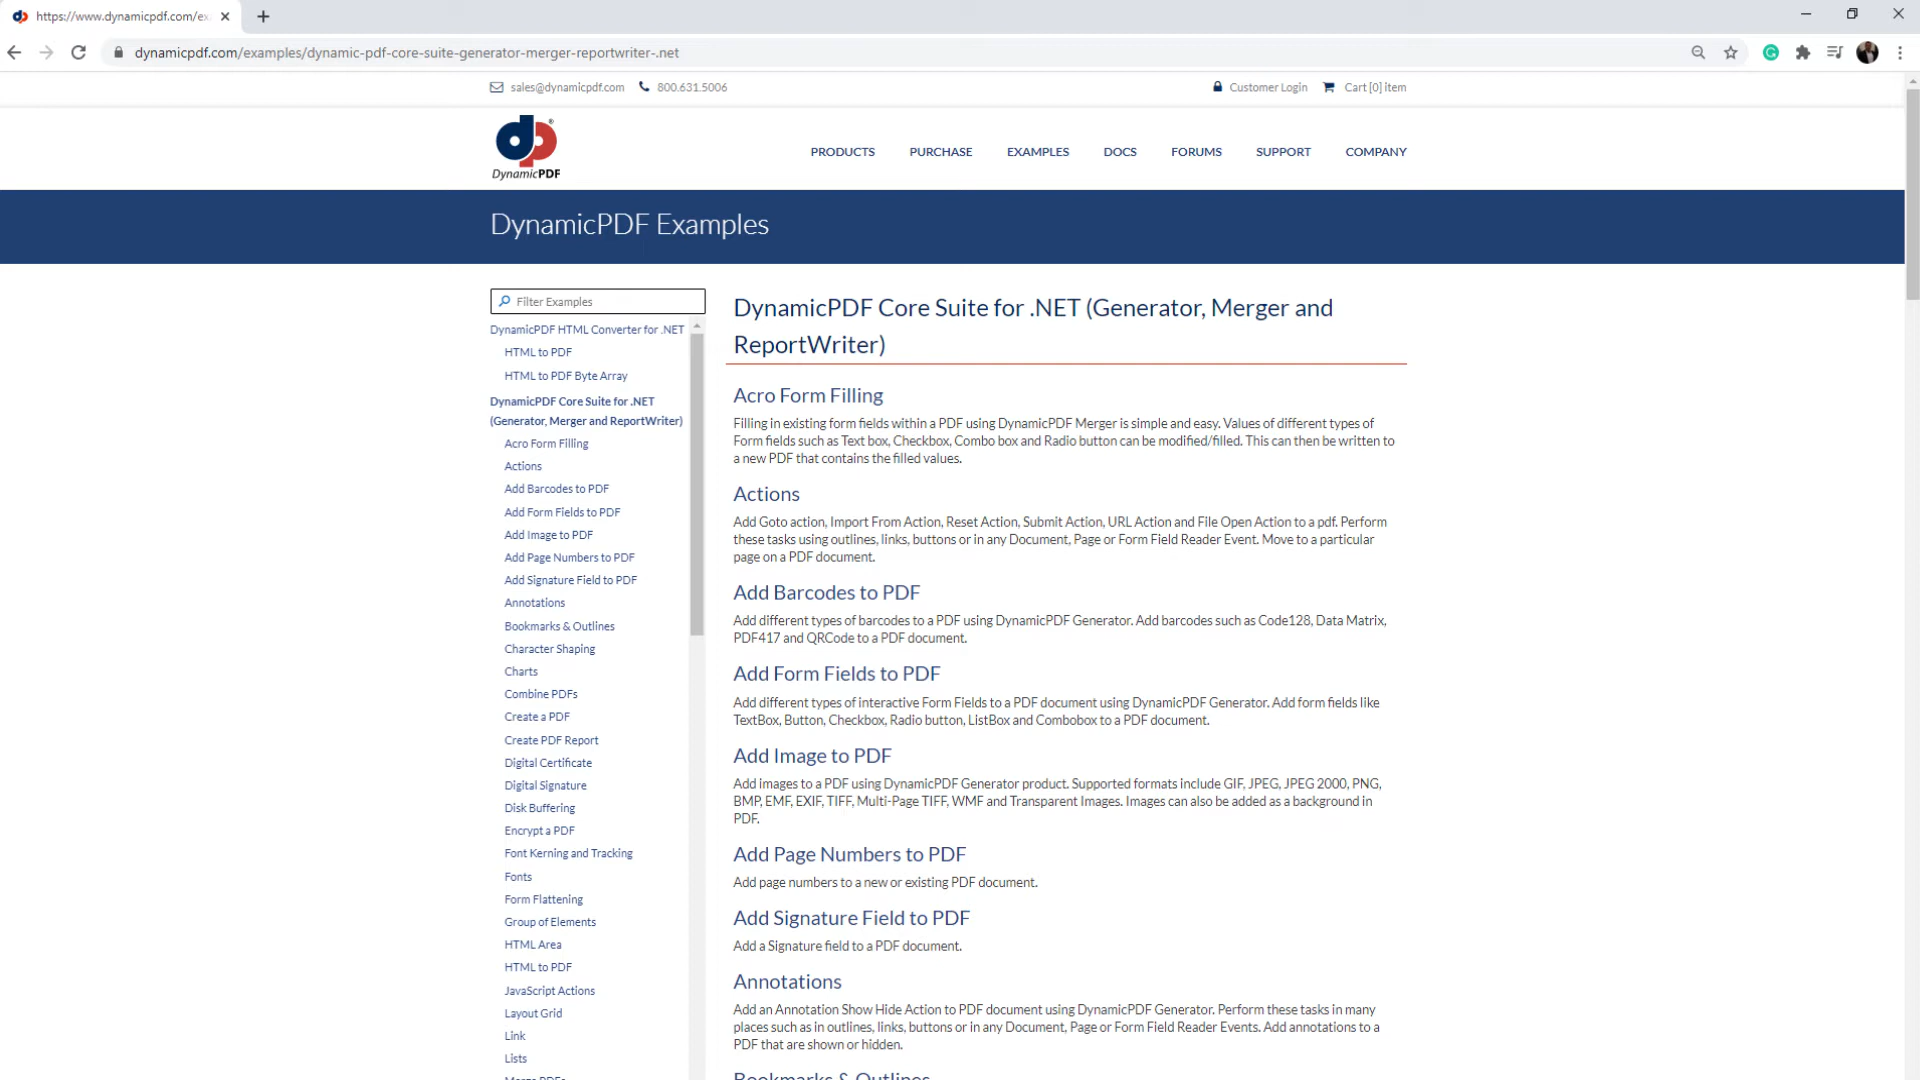 https://www.dynamicpdf.com/ex
dynamicpdf.com/examples/dynamic-pdf-core-suite-generator-merger-reportwriter-.net
sales@dynamicpdf.com 800.631.5006 Customer Login Cart [0] item
dp ®
DynamicPDF
PRODUCTS PURCHASE EXAMPLES DOCS FORUMS SUPPORT COMPANY
DynamicPDF Examples
Filter Examples
DynamicPDF HTML Converter for .NET
HTML to PDF
HTML to PDF Byte Array
DynamicPDF Core Suite for .NET
(Generator, Merger and ReportWriter)
Acro Form Filling
Actions
Add Barcodes to PDF
Add Form Fields to PDF
Add Image to PDF
Add Page Numbers to PDF
Add Signature Field to PDF
Annotations
Bookmarks & Outlines
Character Shaping
Charts
Combine PDFs
Create a PDF
Create PDF Report
Digital Certificate
Digital Signature
Disk Buffering
Encrypt a PDF
Font Kerning and Tracking
Fonts
Form Flattening
Group of Elements
HTML Area
HTML to PDF
JavaScript Actions
Layout Grid
Link
Lists
Merge PDFs
DynamicPDF Core Suite for .NET (Generator, Merger and
ReportWriter)
Acro Form Filling
Filling in existing form fields within a PDF using DynamicPDF Merger is simple and easy. Values of different types of
Form fields such as Text box, Checkbox, Combo box and Radio button can be modified/filled. This can then be written to
a new PDF that contains the filled values.
Actions
Add Goto action, Import From Action, Reset Action, Submit Action, URL Action and File Open Action to a pdf. Perform
these tasks using outlines, links, buttons or in any Document, Page or Form Field Reader Event. Move to a particular
page on a PDF document.
Add Barcodes to PDF
Add different types of barcodes to a PDF using DynamicPDF Generator. Add barcodes such as Code128, Data Matrix,
PDF417 and QRCode to a PDF document.
Add Form Fields to PDF
Add different types of interactive Form Fields to a PDF document using DynamicPDF Generator. Add form fields like
TextBox, Button, Checkbox, Radio button, ListBox and Combobox to a PDF document.
Add Image to PDF
Add images to a PDF using DynamicPDF Generator product. Supported formats include GIF, JPEG, JPEG 2000, PNG,
BMP, EMF, EXIF, TIFF, Multi-Page TIFF, WMF and Transparent Images. Images can also be added as a background in
PDF.
Add Page Numbers to PDF
Add page numbers to a new or existing PDF document.
Add Signature Field to PDF
Add a Signature field to a PDF document.
Annotations
Add an Annotation Show Hide Action to PDF document using DynamicPDF Generator. Perform these tasks in many
places such as in outlines, links, buttons or in any Document, Page or Form Field Reader Events. Add annotations to a
PDF that are shown or hidden.
Bookmarks & Outlines